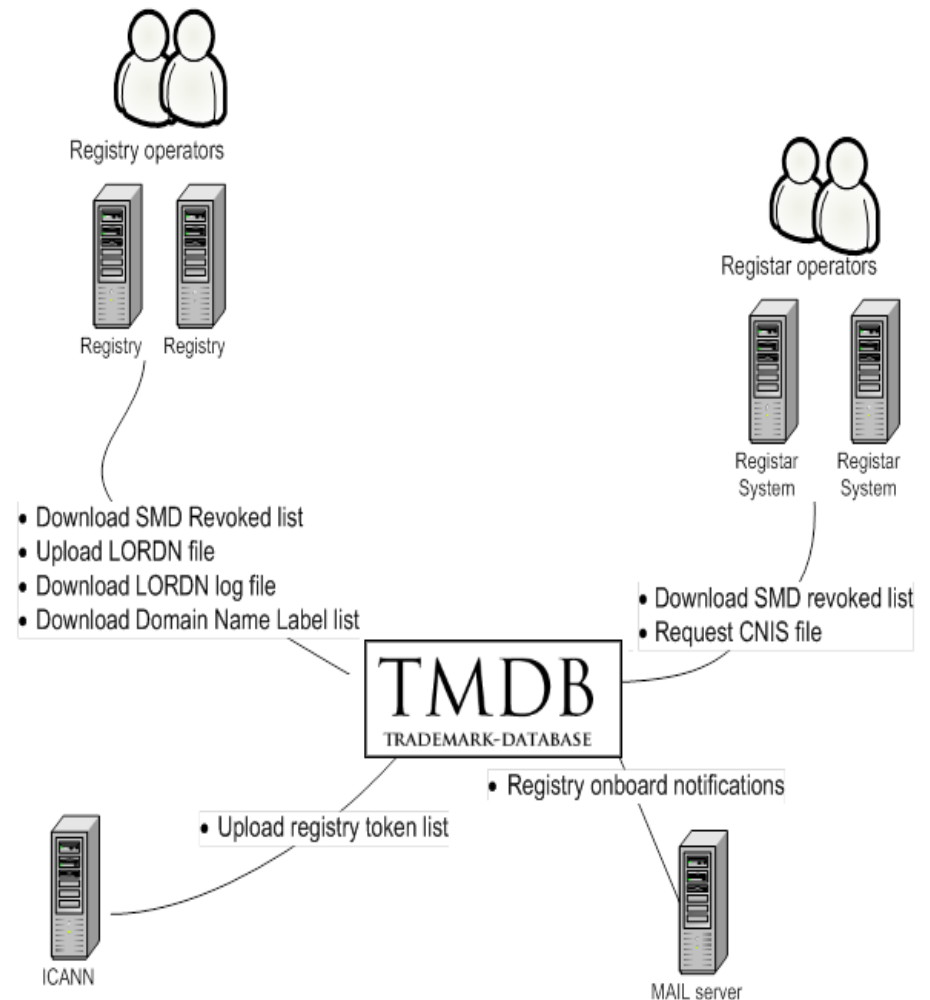 Registry operators
Registry
Registry
Registar operators
Registar
System
Registar
System
• Download SMD Revoked list
• Upload LORDN file
• Download LORDN log file
• Download Domain Name Label list
• Download SMD revoked list
• Request CNIS file
TMDB
TRADEMARK-DATABASE
• Registry onboard notifications
• Upload registry token list
ICANN
MAIL server